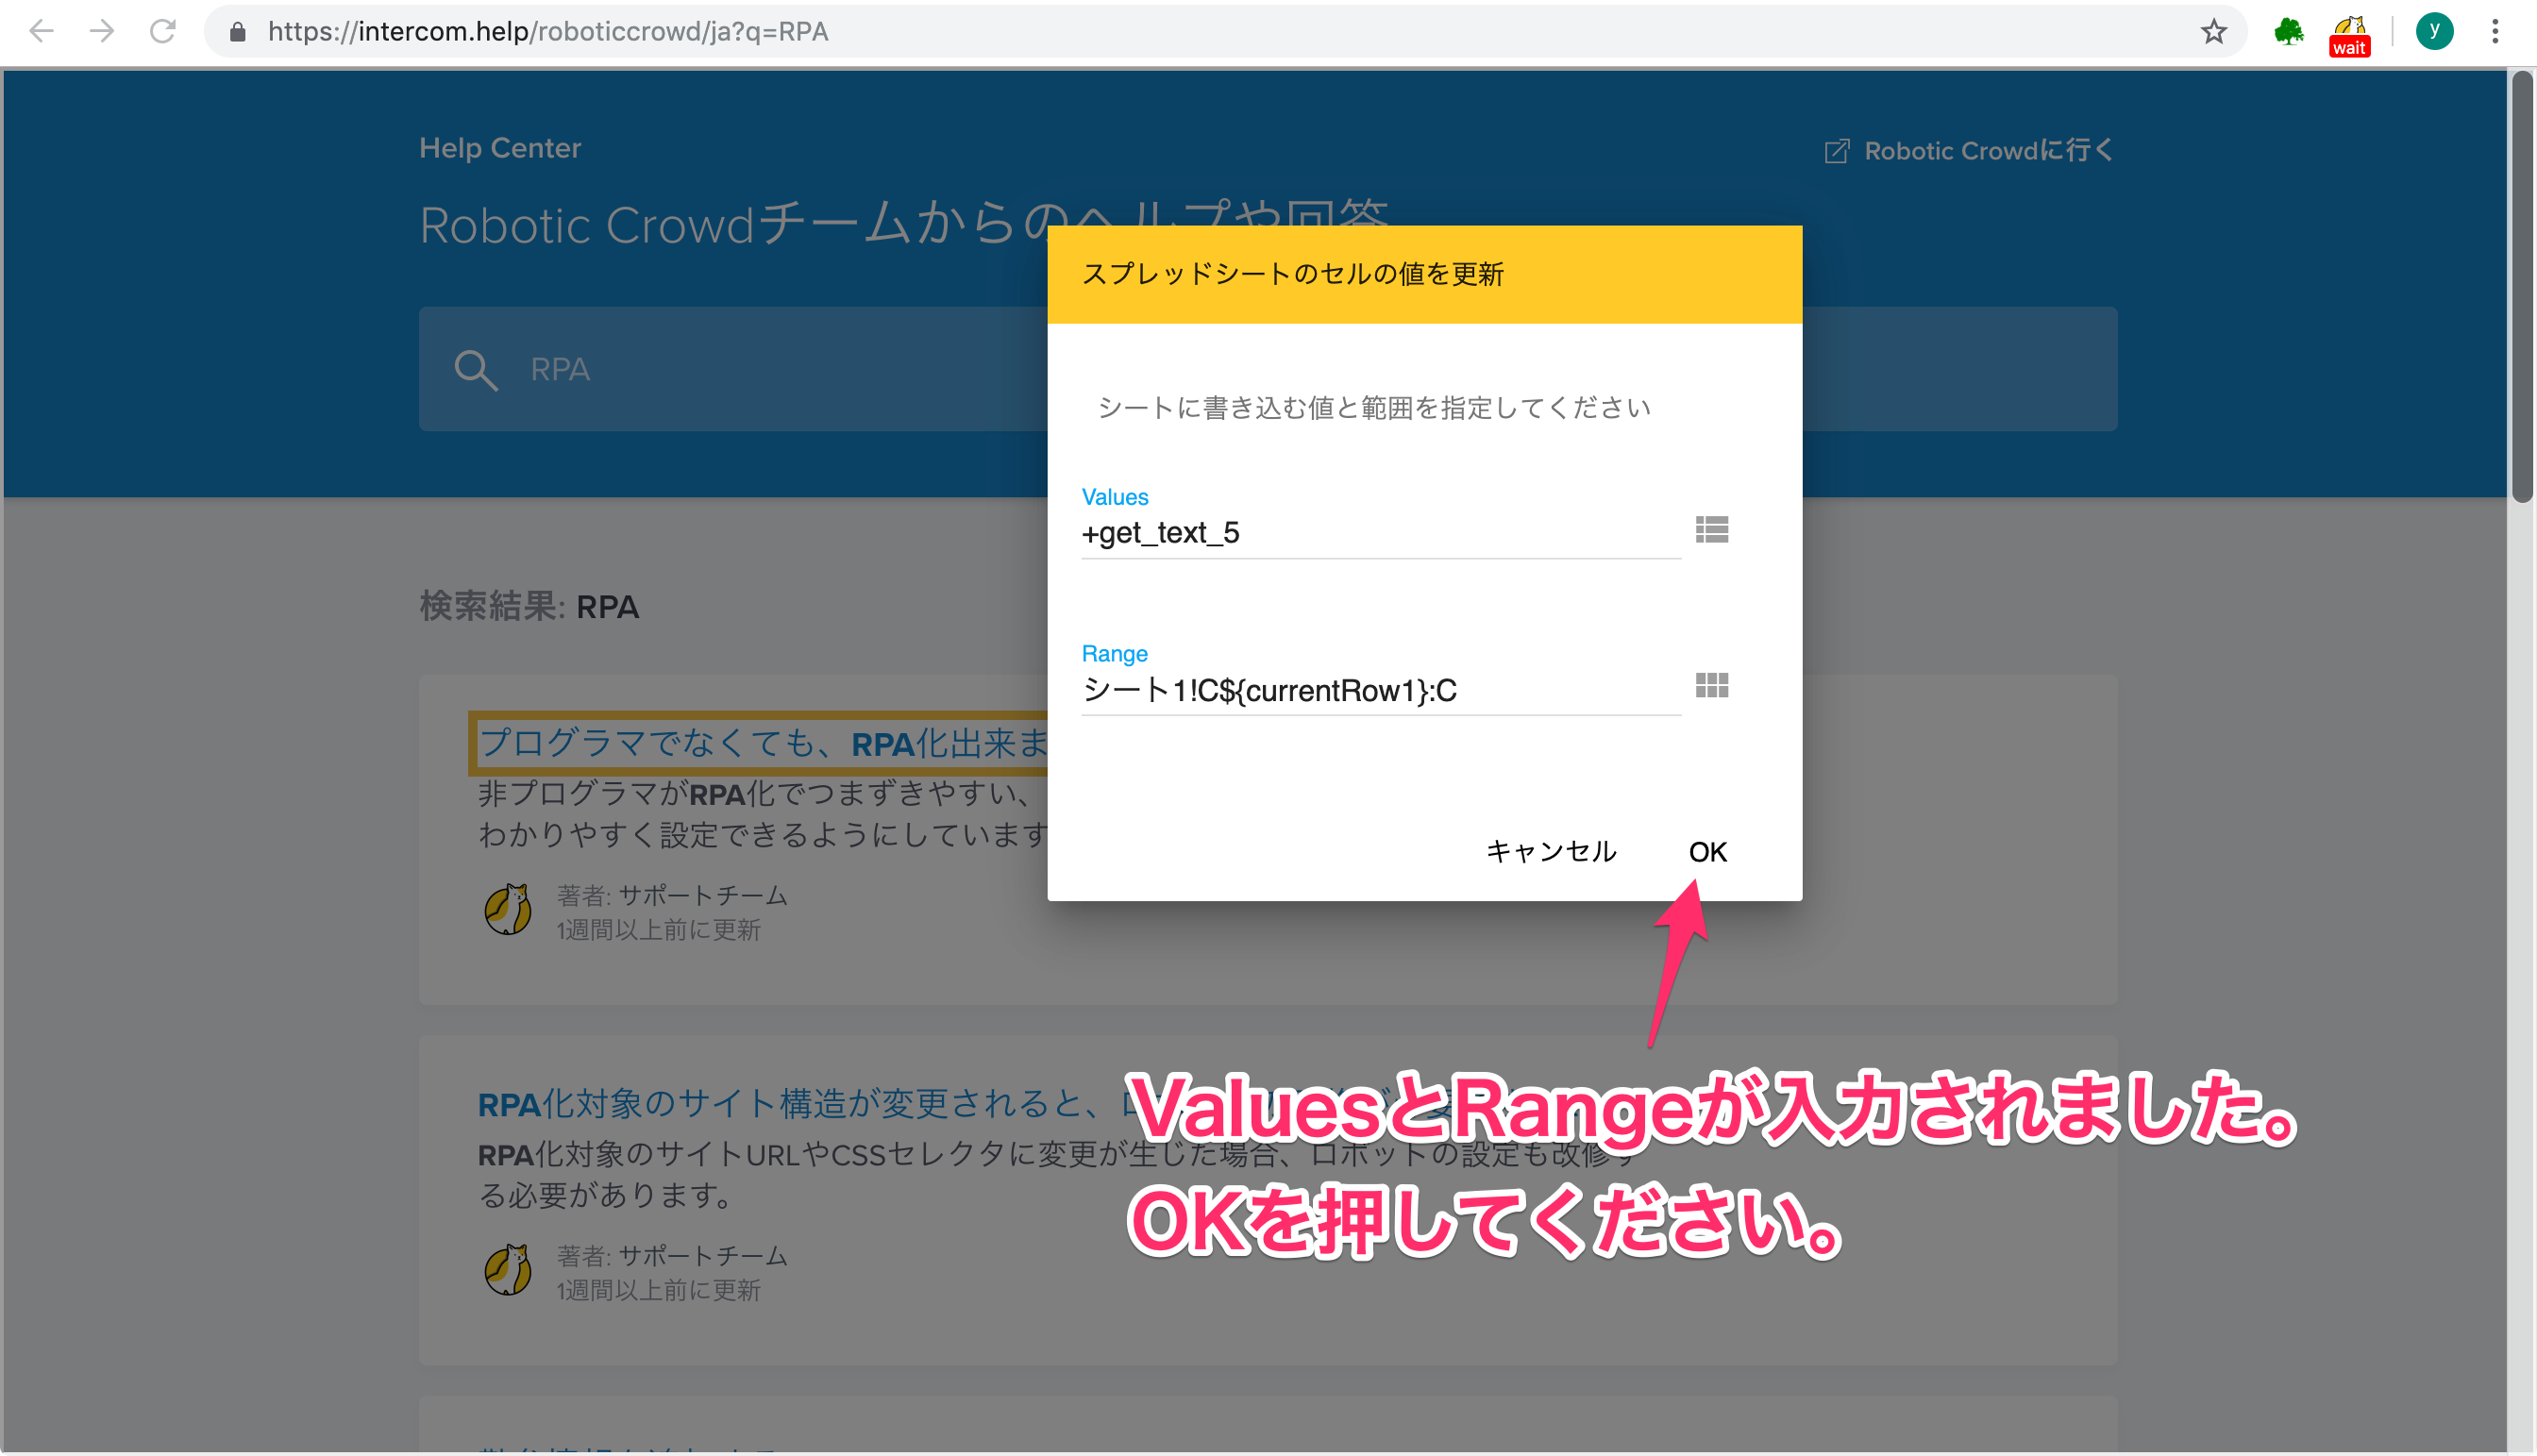 https://intercom.help/roboticcrowd/ja?q=RPA
wait
y
Help Center
Robotic Crowdに行く
Robotic Crowdチームからのヘルプや回答
RPA
スプレッドシートのセルの値を更新
シートに書き込む値と範囲を指定してください
Values
+get_text_5
Range
シート1!C${currentRow1}:C
キャンセル
OK
検索結果: RPA
プログラマでなくても、RPA化出来ま
非プログラマがRPA化でつまずきやすい、
わかりやすく設定できるようにしています
著者: サポートチーム
1週間以上前に更新
RPA化対象のサイト構造が変更されると、ロ
RPA化対象のサイトURLやCSSセレクタに変更が生じた場合、ロボットの設定も改修す
る必要があります。
著者: サポートチーム
1週間以上前に更新
ValuesとRangeが入力されました。
OKを押してください。